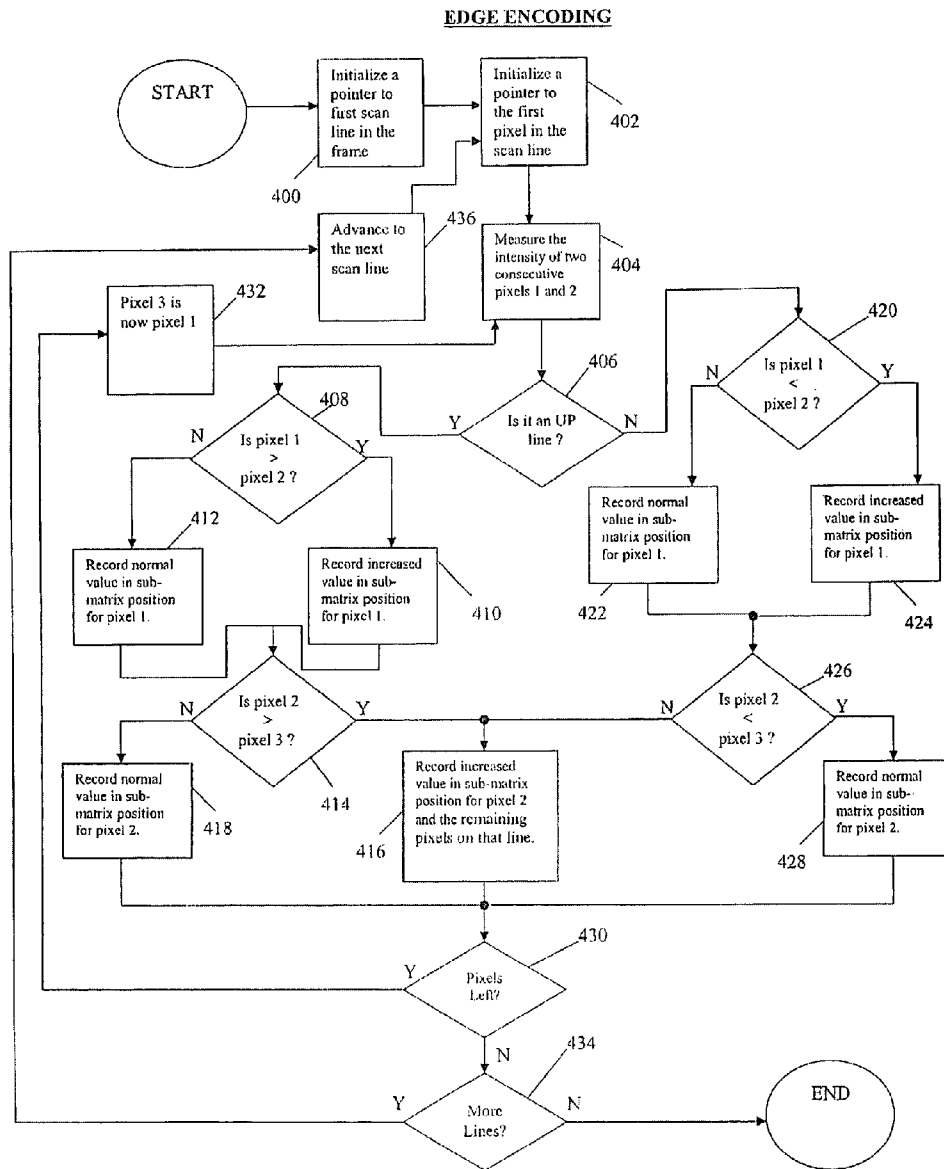 EDGE ENCODING
START
Initialize a
pointer to
first scan
line in the
frame
400
Initialize a
pointer to
the first
pixel in the
scan line
402
Advance to
the next
scan line
436
Measure the
intensity of two
consecutive
pixels 1 and 2
404
Pixel 3 is
now pixel 1
432
406
Is it an UP
line ?
Y
N
420
Is pixel 1
<
pixel 2 ?
N
Y
408
Is pixel 1
>
pixel 2 ?
N
Y
412
Record normal
value in sub-
matrix position
for pixel 1.
Record increased
value in sub-
matrix position
for pixel 1.
410
Record normal
value in sub-
matrix position
for pixel 1.
422
Record increased
value in sub-
matrix position
for pixel 1.
424
Is pixel 2
>
pixel 3 ?
N
Y
414
426
Is pixel 2
<
pixel 3 ?
N
Y
Record normal
value in sub-
matrix position
for pixel 2.
418
Record increased
value in sub-matrix
position for pixel 2
and the remaining
pixels on that line.
416
Record normal
value in sub-
matrix position
for pixel 2.
428
430
Pixels
Left?
Y
N
434
More
Lines?
Y
N
END